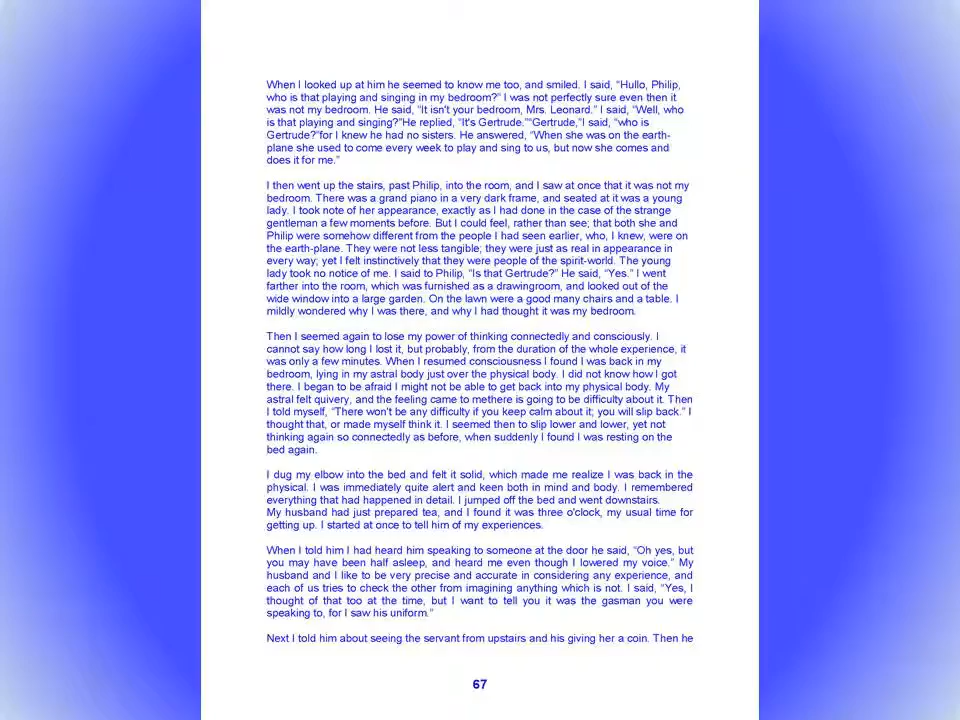 When I looked up at him he seemed to know me too, and smiled. I said, “Hullo, Philip,
who is that playing and singing in my bedroom?“ I was not perfectly sure even then it
was not my bedroom. He said, “It isn't your bedroom, Mrs. Leonard.” I said, “Well, who
is that playing and singing?”He replied, “It's Gertrude.”“Gertrude,”I said, “who is
Gertrude?”for I knew he had no sisters. He answered, “When she was on the earth-
plane she used to come every week to play and sing to us, but now she comes and
does it for me.”
I then went up the stairs, past Philip, into the room, and I saw at once that it was not my
bedroom. There was a grand piano in a very dark frame, and seated at it was a young
lady. I took note of her appearance, exactly as I had done in the case of the strange
gentleman a few moments before. But I could feel, rather than see; that both she and
Philip were somehow different from the people I had seen earlier, who, I knew, were on
the earth-plane. They were not less tangible; they were just as real in appearance in
every way; yet I felt instinctively that they were people of the spirit-world. The young
lady took no notice of me. I said to Philip, “Is that Gertrude?” He said, “Yes.” I went
farther into the room, which was furnished as a drawingroom, and looked out of the
wide window into a large garden. On the lawn were a good many chairs and a table. I
mildly wondered why I was there, and why I had thought it was my bedroom.
Then I seemed again to lose my power of thinking connectedly and consciously. I
cannot say how long I lost it, but probably, from the duration of the whole experience, it
was only a few minutes. When I resumed consciousness I found I was back in my
bedroom, lying in my astral body just over the physical body. I did not know how I got
there. I began to be afraid I might not be able to get back into my physical body. My
astral felt quivery, and the feeling came to methere is going to be difficulty about it. Then
I told myself, “There won't be any difficulty if you keep calm about it; you will slip back.” I
thought that, or made myself think it. I seemed then to slip lower and lower, yet not
thinking again so connectedly as before, when suddenly I found I was resting on the
bed again.
I dug my elbow into the bed and felt it solid, which made me realize I was back in the
physical. I was immediately quite alert and keen both in mind and body. I remembered
everything that had happened in detail. I jumped off the bed and went downstairs.
My husband had just prepared tea, and I found it was three o'clock, my usual time for
getting up. I started at once to tell him of my experiences.
When I told him I had heard him speaking to someone at the door he said, “Oh yes, but
you may have been half asleep, and heard me even though I lowered my voice.” My
husband and I like to be very precise and accurate in considering any experience, and
each of us tries to check the other from imagining anything which is not. I said, “Yes, I
thought of that too at the time, but I want to tell you it was the gasman you were
speaking to, for I saw his uniform.”
Next I told him about seeing the servant from upstairs and his giving her a coin. Then he
67